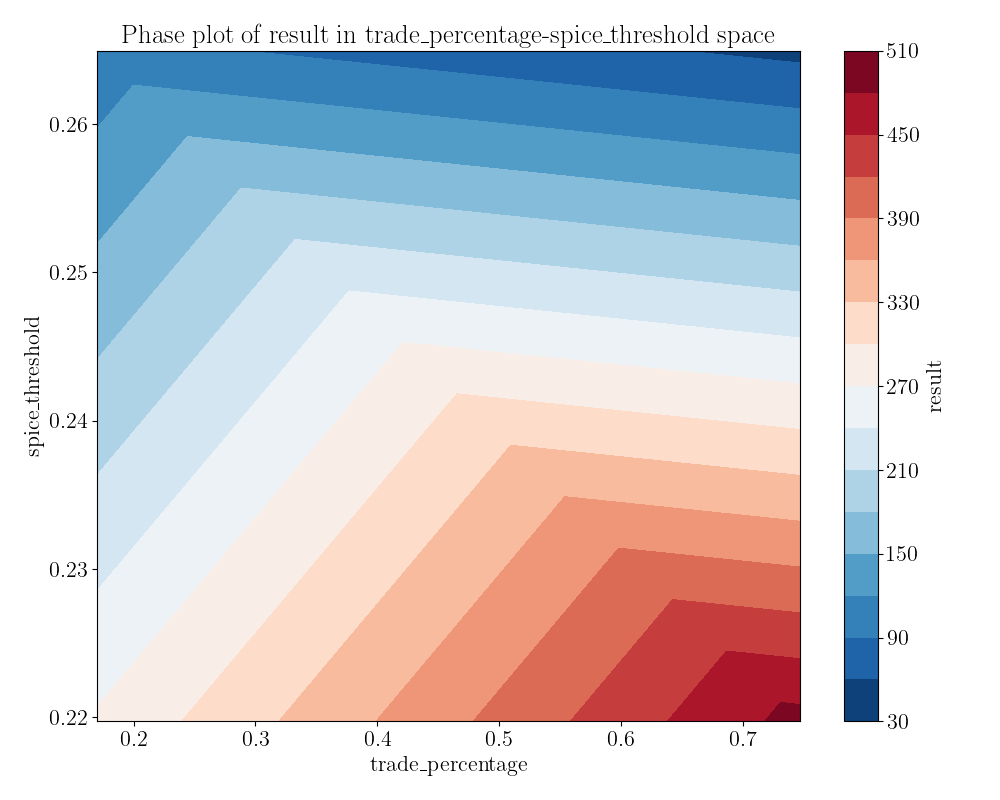 Phase plot of result in trade_percentage-spice_threshold space
0.26
0.25
0.24
0.23
0.22
spice_threshold
0.2 0.3 0.4 0.5 0.6 0.7
trade_percentage
510
450
390
330
270
210
150
90
30
result